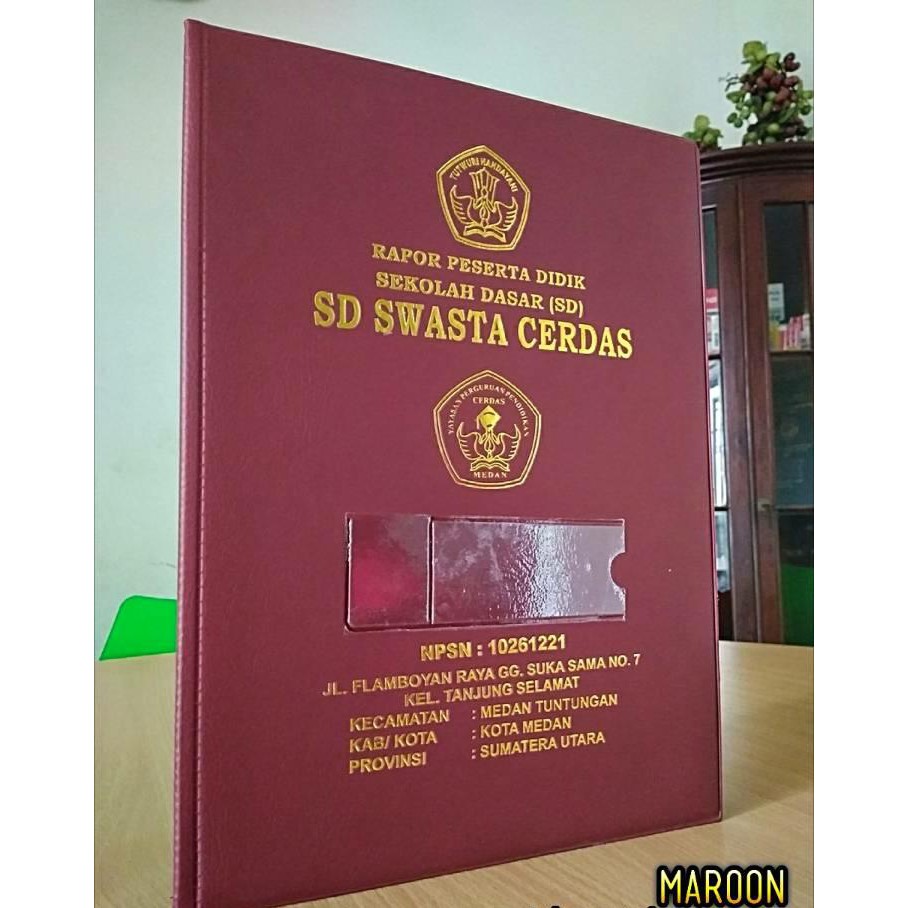 TUT WURI HANDAYANI
RAPOR PESERTA DIDIK
SEKOLAH DASAR (SD)
SD SWASTA CERDAS
YAYASAN PERGURUAN PENDIDIKAN
CERDAS
MEDAN
NPSN : 10261221
JL. FLAMBOYAN RAYA GG. SUKA SAMA NO. 7
KEL. TANJUNG SELAMAT
KECAMATAN : MEDAN TUNTUNGAN
KAB/ KOTA : KOTA MEDAN
PROVINSI : SUMATERA UTARA
MAROON